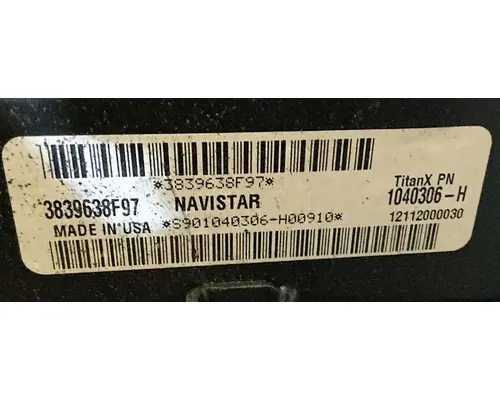 *3839638F97*
TitanX PN
3839638F97 NAVISTAR 1040306-H
MADE IN USA *S901040306-H00910* 12112000030